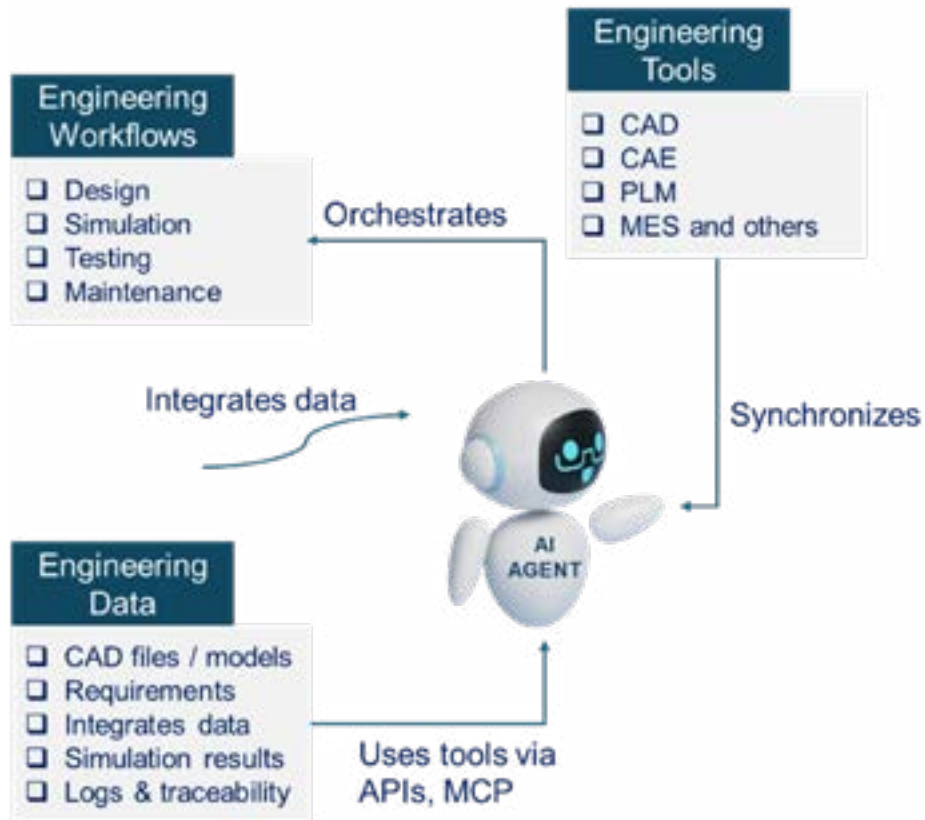 Engineering
Tools
❑ CAD
❑ CAE
❑ PLM
❑ MES and others
Engineering
Workflows
❑ Design
❑ Simulation
❑ Testing
❑ Maintenance
Orchestrates
Integrates data
Synchronizes
AI
AGENT
Engineering
Data
❑ CAD files / models
❑ Requirements
❑ Integrates data
❑ Simulation results
❑ Logs & traceability
Uses tools via
APIs, MCP